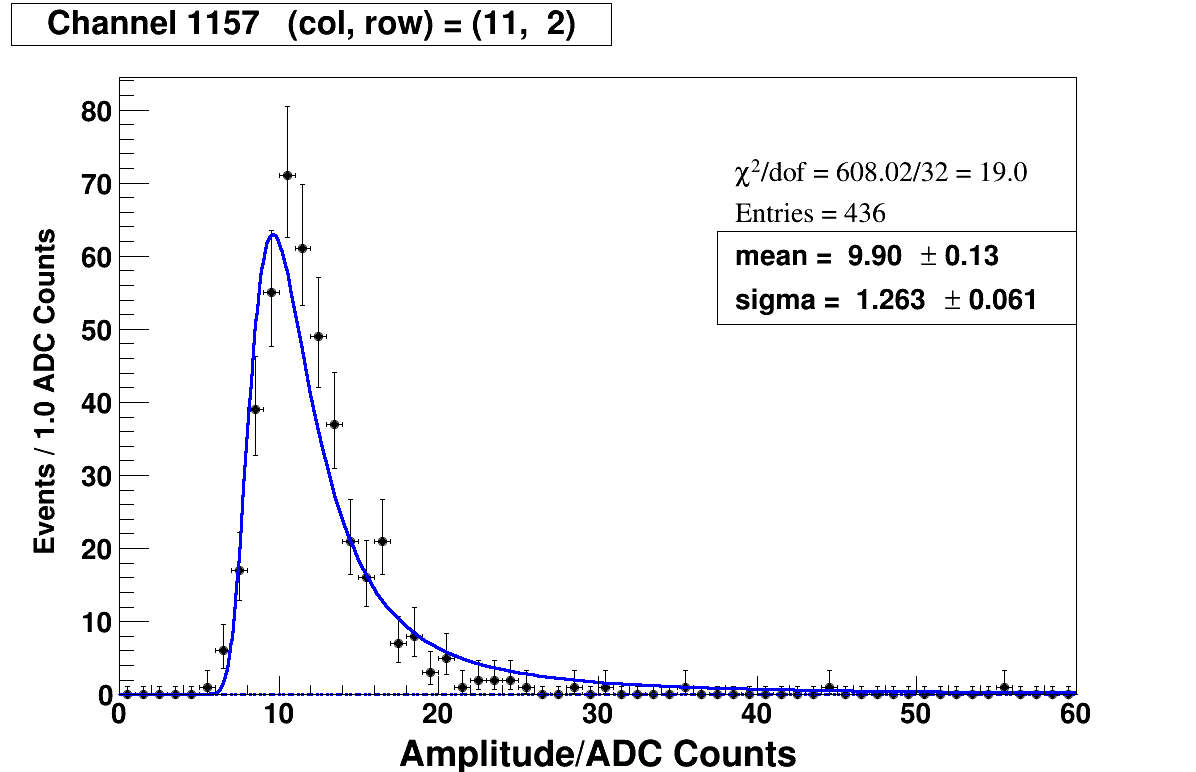 Channel 1157 (col, row) = (11, 2)
χ²/dof = 608.02/32 = 19.0
Entries = 436
mean = 9.90 ± 0.13
sigma = 1.263 ± 0.061
Events / 1.0 ADC Counts
80
70
60
50
40
30
20
10
0
0 10 20 30 40 50 60
Amplitude/ADC Counts